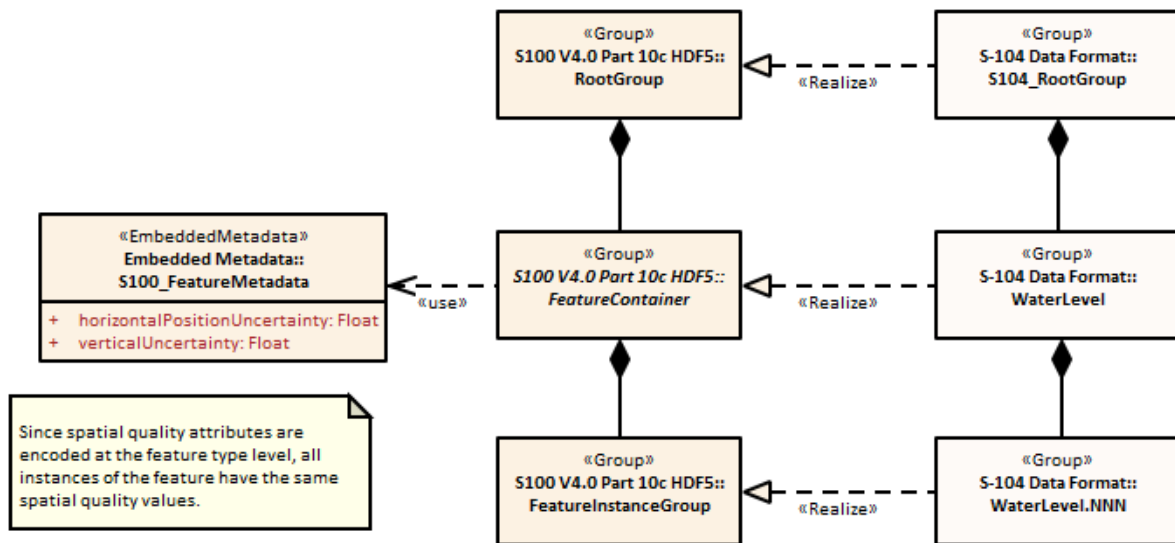 «Group»
S100 V4.0 Part 10c HDF5::
RootGroup
«Realize»
«Group»
S-104 Data Format::
S104_RootGroup
«EmbeddedMetadata»
Embedded Metadata::
S100_FeatureMetadata
+ horizontalPositionUncertainty: Float
+ verticalUncertainty: Float
«use»
«Group»
S100 V4.0 Part 10c HDF5::
FeatureContainer
«Realize»
«Group»
S-104 Data Format::
WaterLevel
Since spatial quality attributes are
encoded at the feature type level, all
instances of the feature have the same
spatial quality values.
«Group»
S100 V4.0 Part 10c HDF5::
FeatureInstanceGroup
«Realize»
«Group»
S-104 Data Format::
WaterLevel.NNN